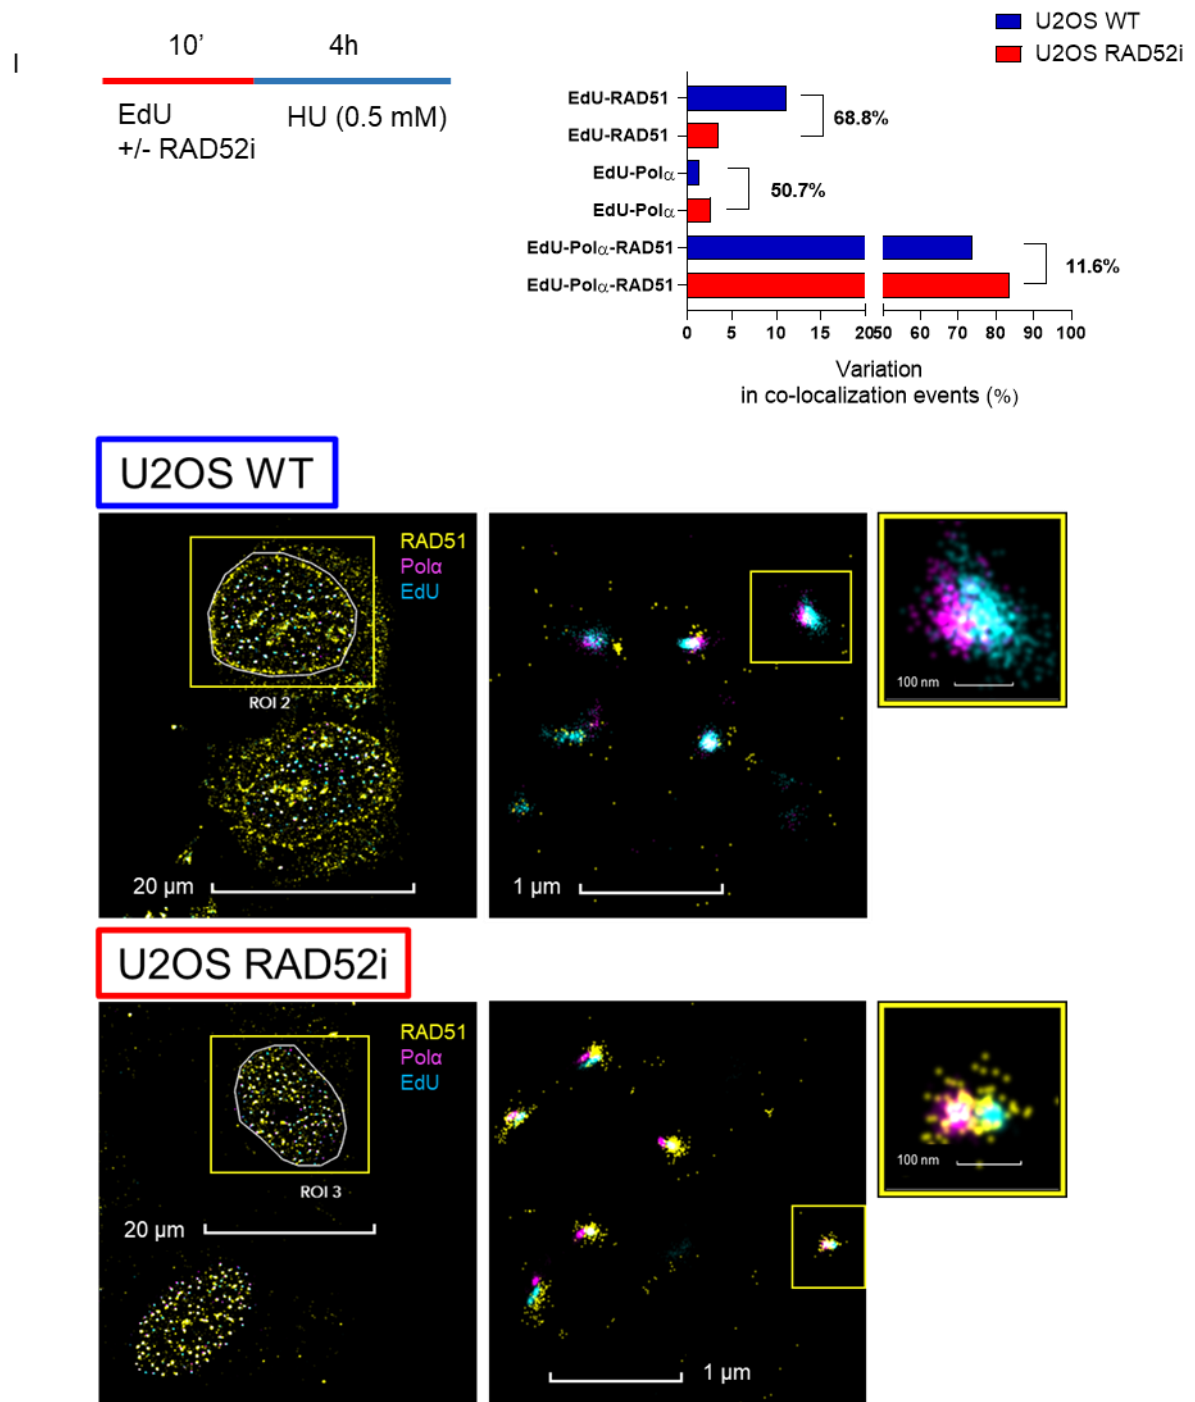 I
10’ 4h
EdU HU (0.5 mM)
+/- RAD52i
U2OS WT
U2OS RAD52i
EdU-RAD51
EdU-RAD51
68.8%
EdU-Polα
EdU-Polα
50.7%
EdU-Polα-RAD51
EdU-Polα-RAD51
11.6%
0 5 10 15 20 50 60 70 80 90 100
Variation
in co-localization events (%)
U2OS WT
RAD51
Polα
EdU
ROI 2
20 µm
1 µm
100 nm
U2OS RAD52i
RAD51
Polα
EdU
ROI 3
20 µm
1 µm
100 nm